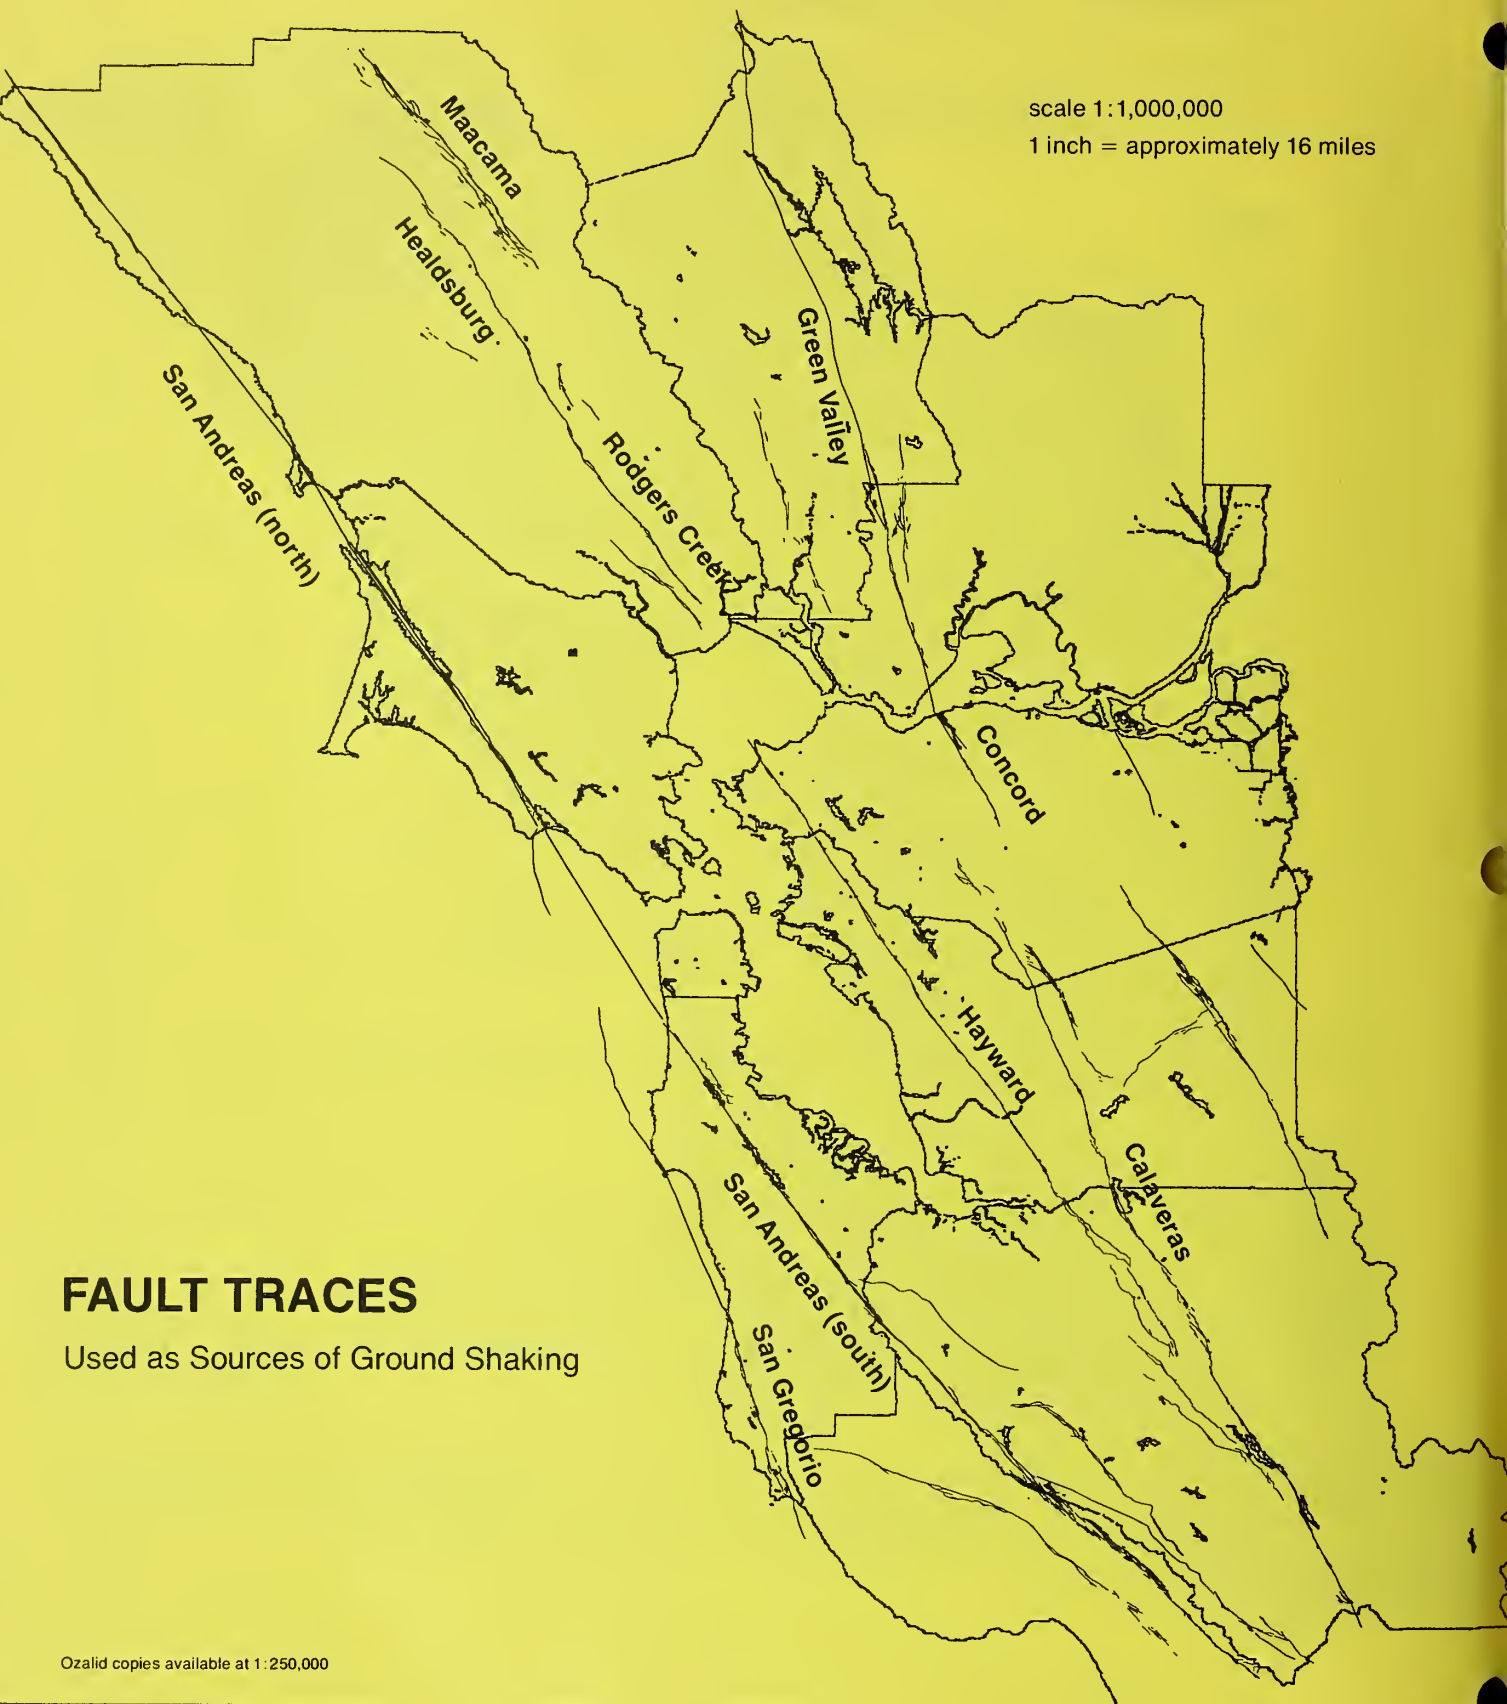 scale 1:1,000,000
1 inch = approximately 16 miles
Maacama
Healdsburg
Green Valley
San Andreas (north)
Rodgers Creek
Concord
Hayward
Calaveras
San Andreas (south)
San Gregorio
FAULT TRACES
Used as Sources of Ground Shaking
Ozalid copies available at 1:250,000